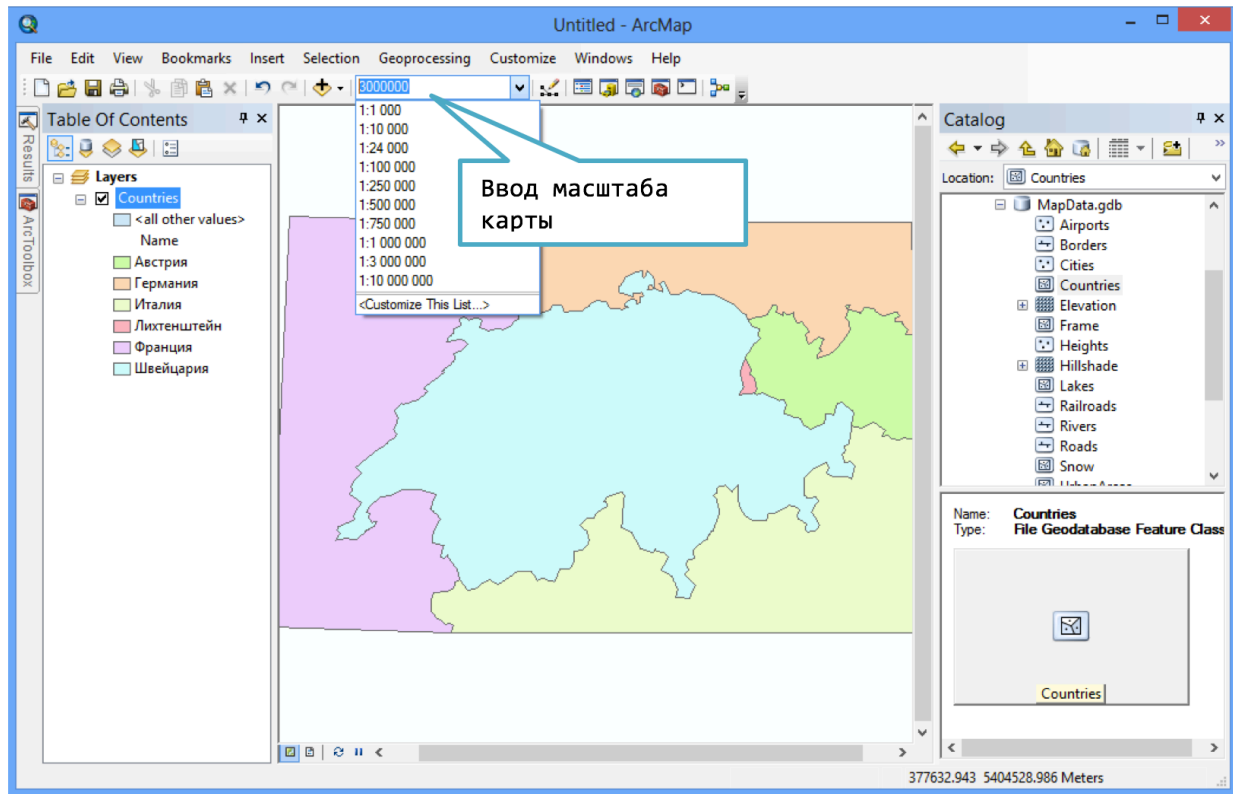 Untitled - ArcMap
File Edit View Bookmarks Insert Selection Geoprocessing Customize Windows Help
3000000
1:1 000
1:10 000
1:24 000
1:100 000
1:250 000
1:500 000
1:750 000
1:1 000 000
1:3 000 000
1:10 000 000
<Customize This List...>
Ввод масштаба
карты
Results
ArcToolbox
Table Of Contents
Layers
Countries
<all other values>
Name
Австрия
Германия
Италия
Лихтенштейн
Франция
Швейцария
Catalog
Location: Countries
MapData.gdb
Airports
Borders
Cities
Countries
Elevation
Frame
Heights
Hillshade
Lakes
Railroads
Rivers
Roads
Snow
Name: Countries
Type: File Geodatabase Feature Class
Countries
377632.943 5404528.986 Meters